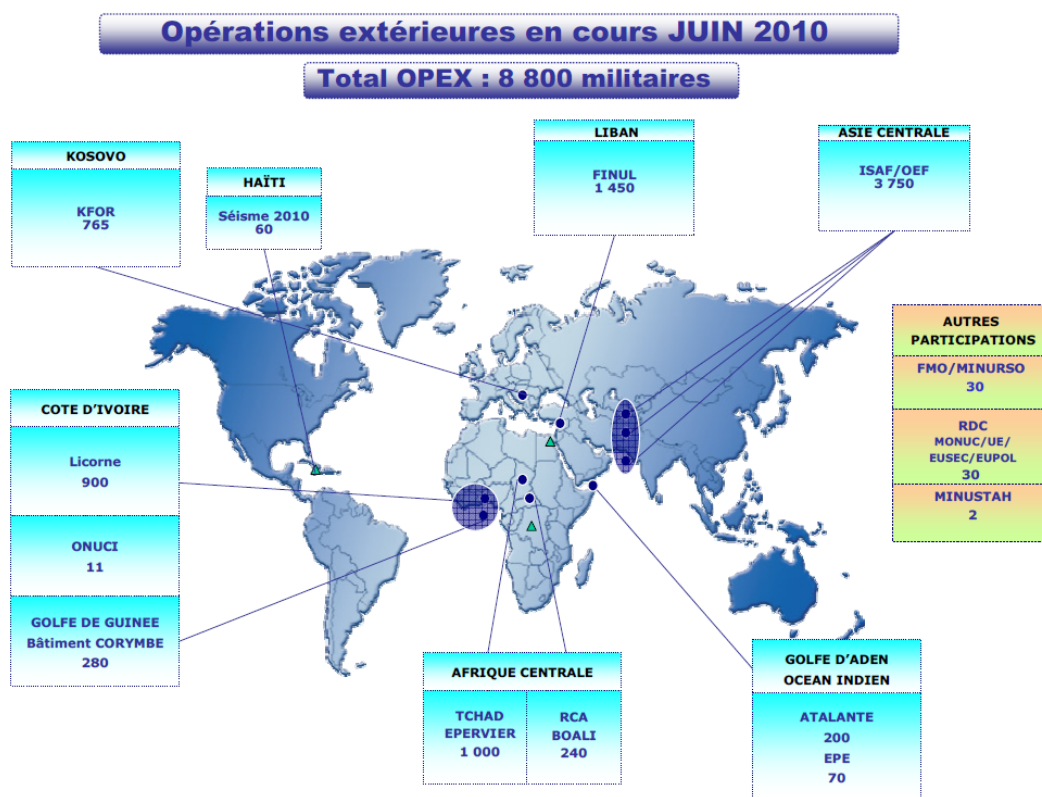 Opérations extérieures en cours JUIN 2010
Total OPEX : 8 800 militaires
KOSOVO
KFOR
765
HAÏTI
Séisme 2010
60
LIBAN
FINUL
1 450
ASIE CENTRALE
ISAF/OEF
3 750
AUTRES
PARTICIPATIONS
FMO/MINURSO
30
RDC
MONUC/UE/
EUSEC/EUPOL
30
MINUSTAH
2
COTE D'IVOIRE
Licorne
900
ONUCI
11
GOLFE DE GUINEE
Bâtiment CORYMBE
280
AFRIQUE CENTRALE
TCHAD
EPERVIER
1 000
RCA
BOALI
240
GOLFE D'ADEN
OCEAN INDIEN
ATALANTE
200
EPE
70